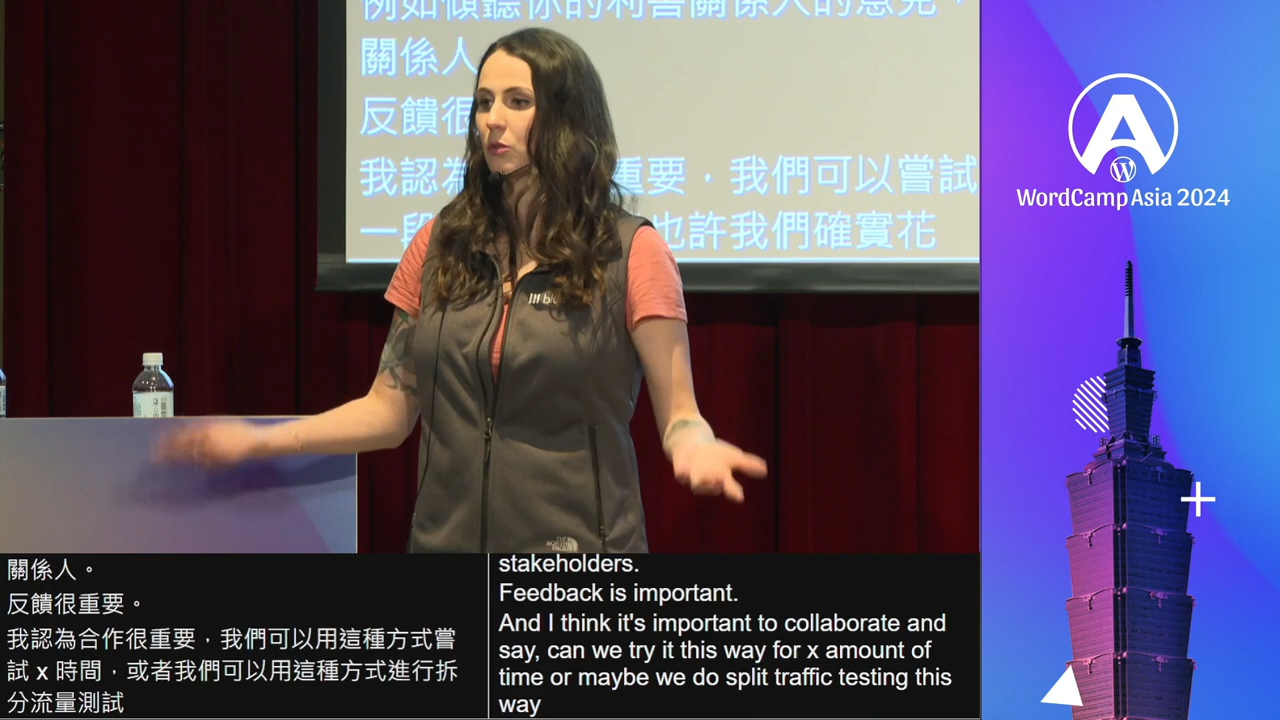 例如傾聽你的利害關係人的意見，
關係人
反饋很
我認為 重要，我們可以嘗試
一段 也許我們確實花
WordCamp Asia 2024
THE
NORTH
FACE
關係人。
反饋很重要。
我認為合作很重要，我們可以用這種方式嘗
試 x 時間，或者我們可以用這種方式進行拆
分流量測試
stakeholders.
Feedback is important.
And I think it's important to collaborate and
say, can we try it this way for x amount of
time or maybe we do split traffic testing this
way